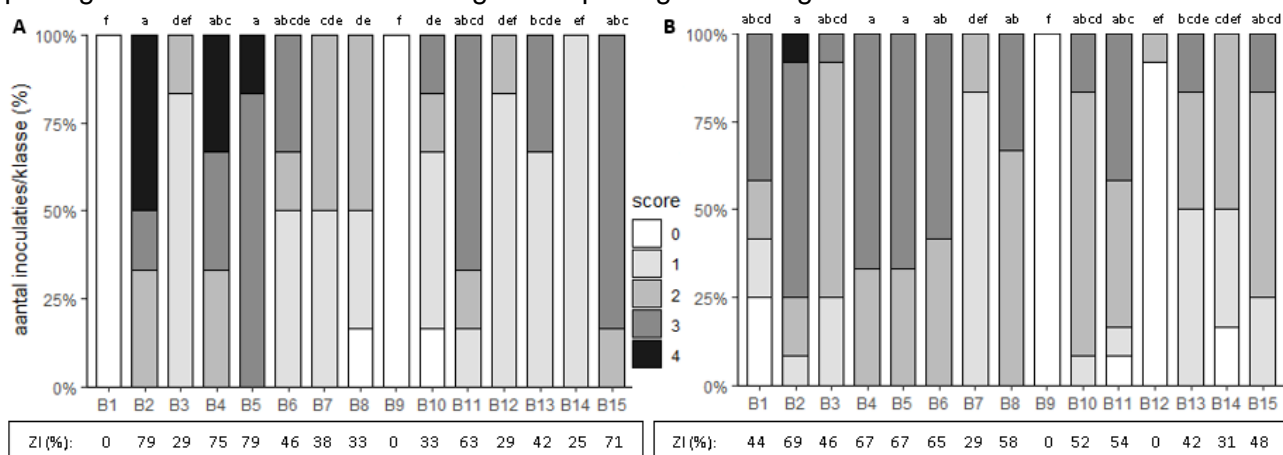 A
f a def abc a abcde cde de f de abcd def bcde ef abc
100%
75%
50%
25%
0%
aantal inoculaties/klasse (%)
B1 B2 B3 B4 B5 B6 B7 B8 B9 B10 B11 B12 B13 B14 B15
ZI(%): 0 79 29 75 79 46 38 33 0 33 63 29 42 25 71
score
0
1
2
3
4
B
abcd a abcd a a ab def ab f abcd abc ef bcde cdef abcd
100%
75%
50%
25%
0%
B1 B2 B3 B4 B5 B6 B7 B8 B9 B10 B11 B12 B13 B14 B15
ZI(%): 44 69 46 67 67 65 29 58 0 52 54 0 42 31 48